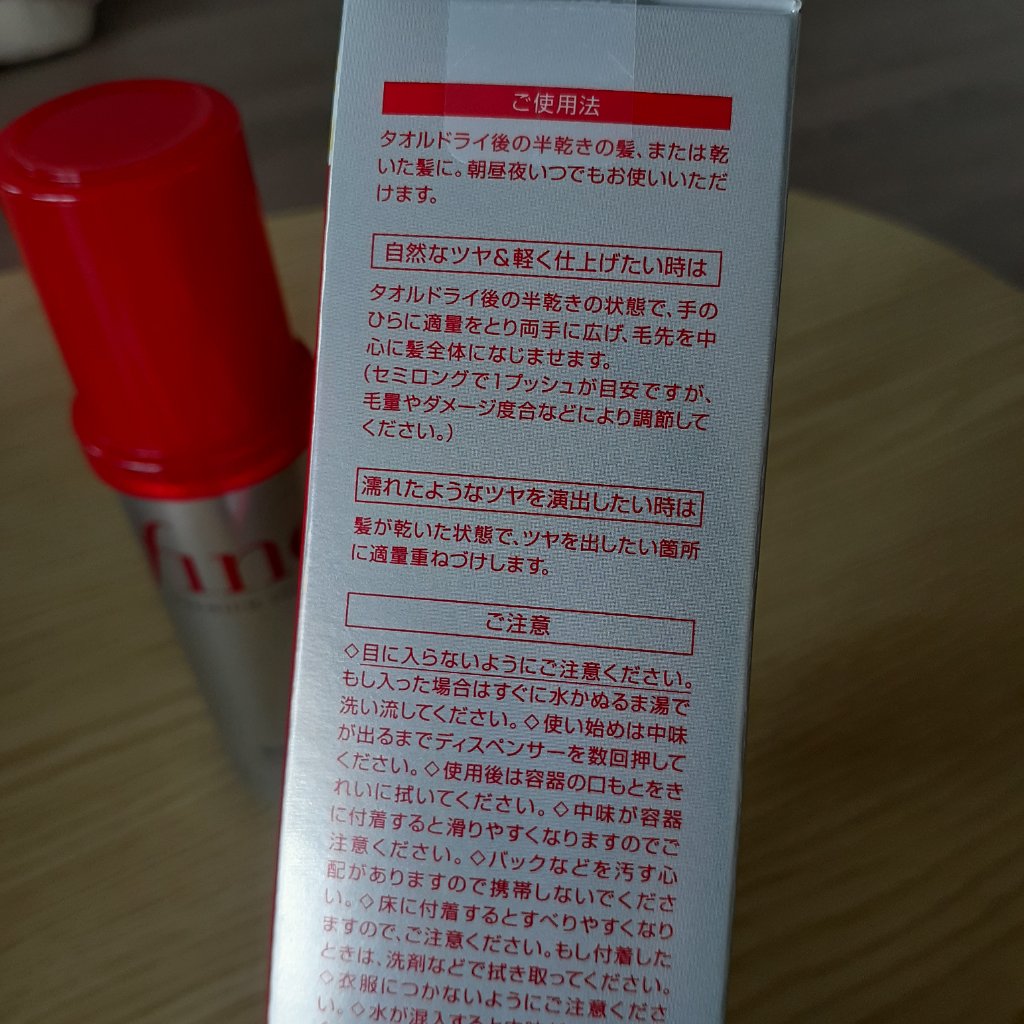 ご使用法
タオルドライ後の半乾きの髪、または乾
いた髪に。朝昼夜いつでもお使いいただ
けます。
自然なツヤ&軽く仕上げたい時は
タオルドライ後の半乾きの状態で、手の
ひらに適量をとり両手に広げ、毛先を中
心に髪全体になじませます。
(セミロングで1プッシュが目安ですが、
毛量やダメージ度合などにより調節して
ください。)
濡れたようなツヤを演出したい時は
髪が乾いた状態で、ツヤを出したい箇所
に適量重ねづけします。
ご注意
◇目に入らないようにご注意ください。
もし入った場合はすぐに水かぬるま湯で
洗い流してください。◇使い始めは中味
が出るまでディスペンサーを数回押して
ください。◇使用後は容器の口もとをき
れいに拭いてください。◇中味が容器
に付着すると滑りやすくなりますのでご
注意ください。◇バックなどを汚す心
配がありますので携帯しないでくださ
い。◇床に付着するとすべりやすくなり
ますので、ご注意ください。もし付着した
ときは、洗剤などで拭き取ってください。
◇衣服につかないようにご注意くださ
い。◇水が混入すると中味が
fino